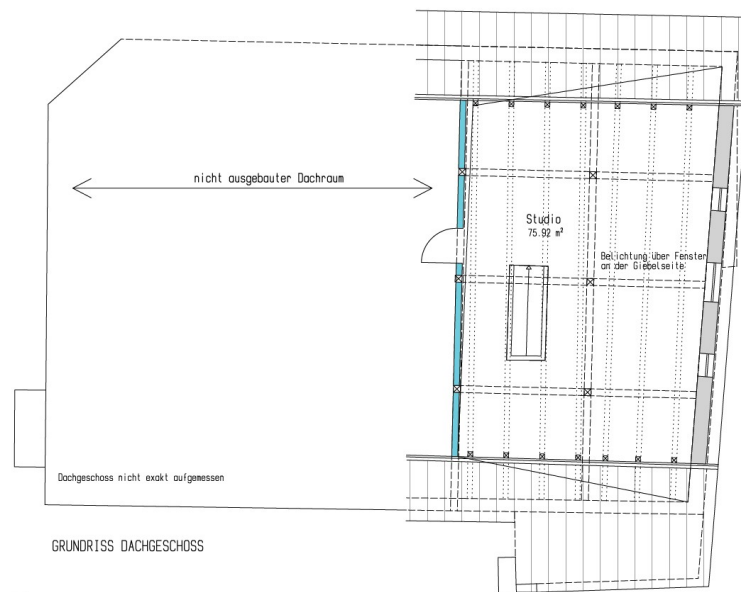 nicht ausgebauter Dachraum
Studio
75.92 m²
Belichtung über Fenster
an der Giebelseite
Dachgeschoss nicht exakt aufgemessen
GRUNDRISS DACHGESCHOSS